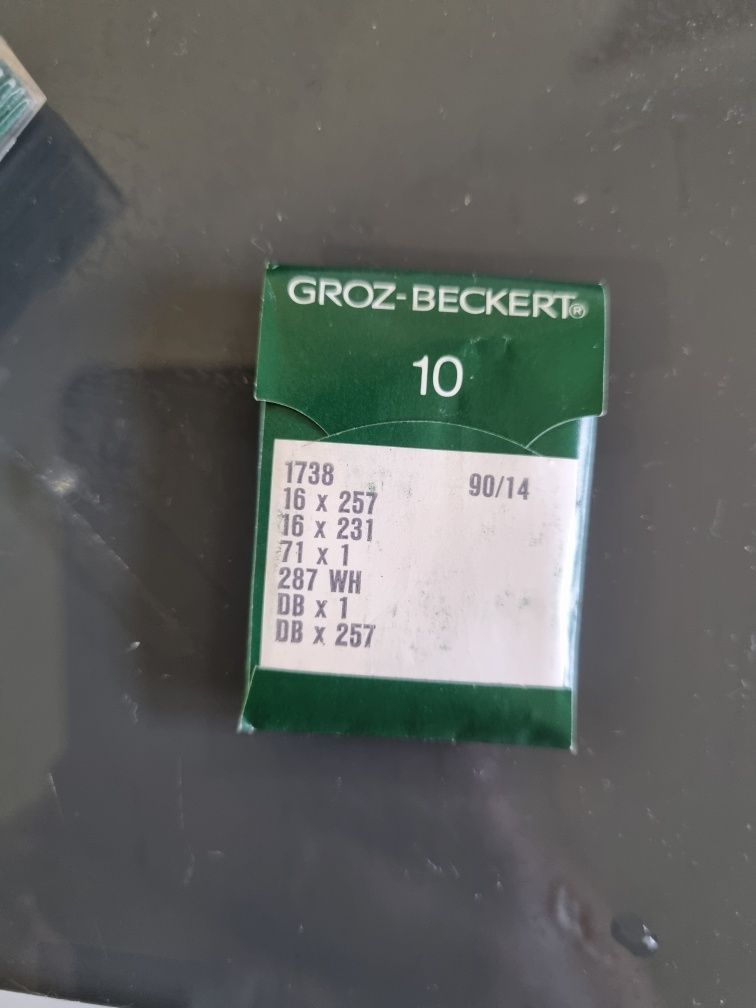 GROZ-BECKERT®
10
1738 90/14
16 x 257
16 x 231
71 x 1
287 WH
DB x 1
DB x 257